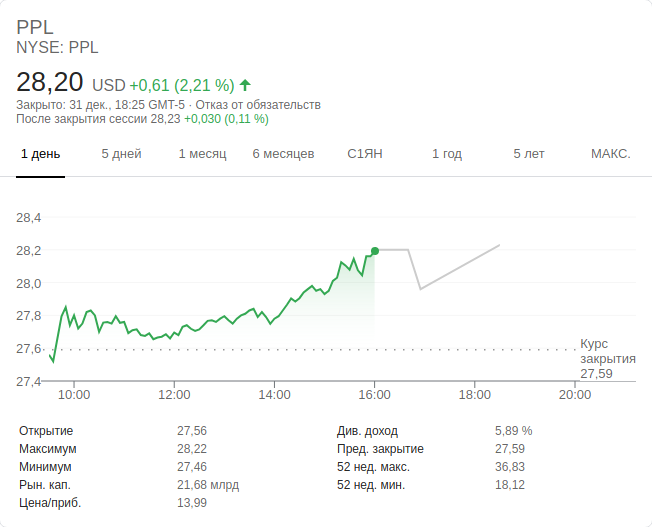 PPL
NYSE: PPL
28,20 USD +0,61 (2,21 %)
Закрыто: 31 дек., 18:25 GMT-5 · Отказ от обязательств
После закрытия сессии 28,23 +0,030 (0,11 %)
1 день 5 дней 1 месяц 6 месяцев С1ЯН 1 год 5 лет МАКС.
28,4
28,2
28,0
27,8
27,6
27,4
Курс
закрытия
27,59
10:00 12:00 14:00 16:00 18:00 20:00
Открытие 27,56 Див. доход 5,89 %
Максимум 28,22 Пред. закрытие 27,59
Минимум 27,46 52 нед. макс. 36,83
Рын. кап. 21,68 млрд 52 нед. мин. 18,12
Цена/приб. 13,99